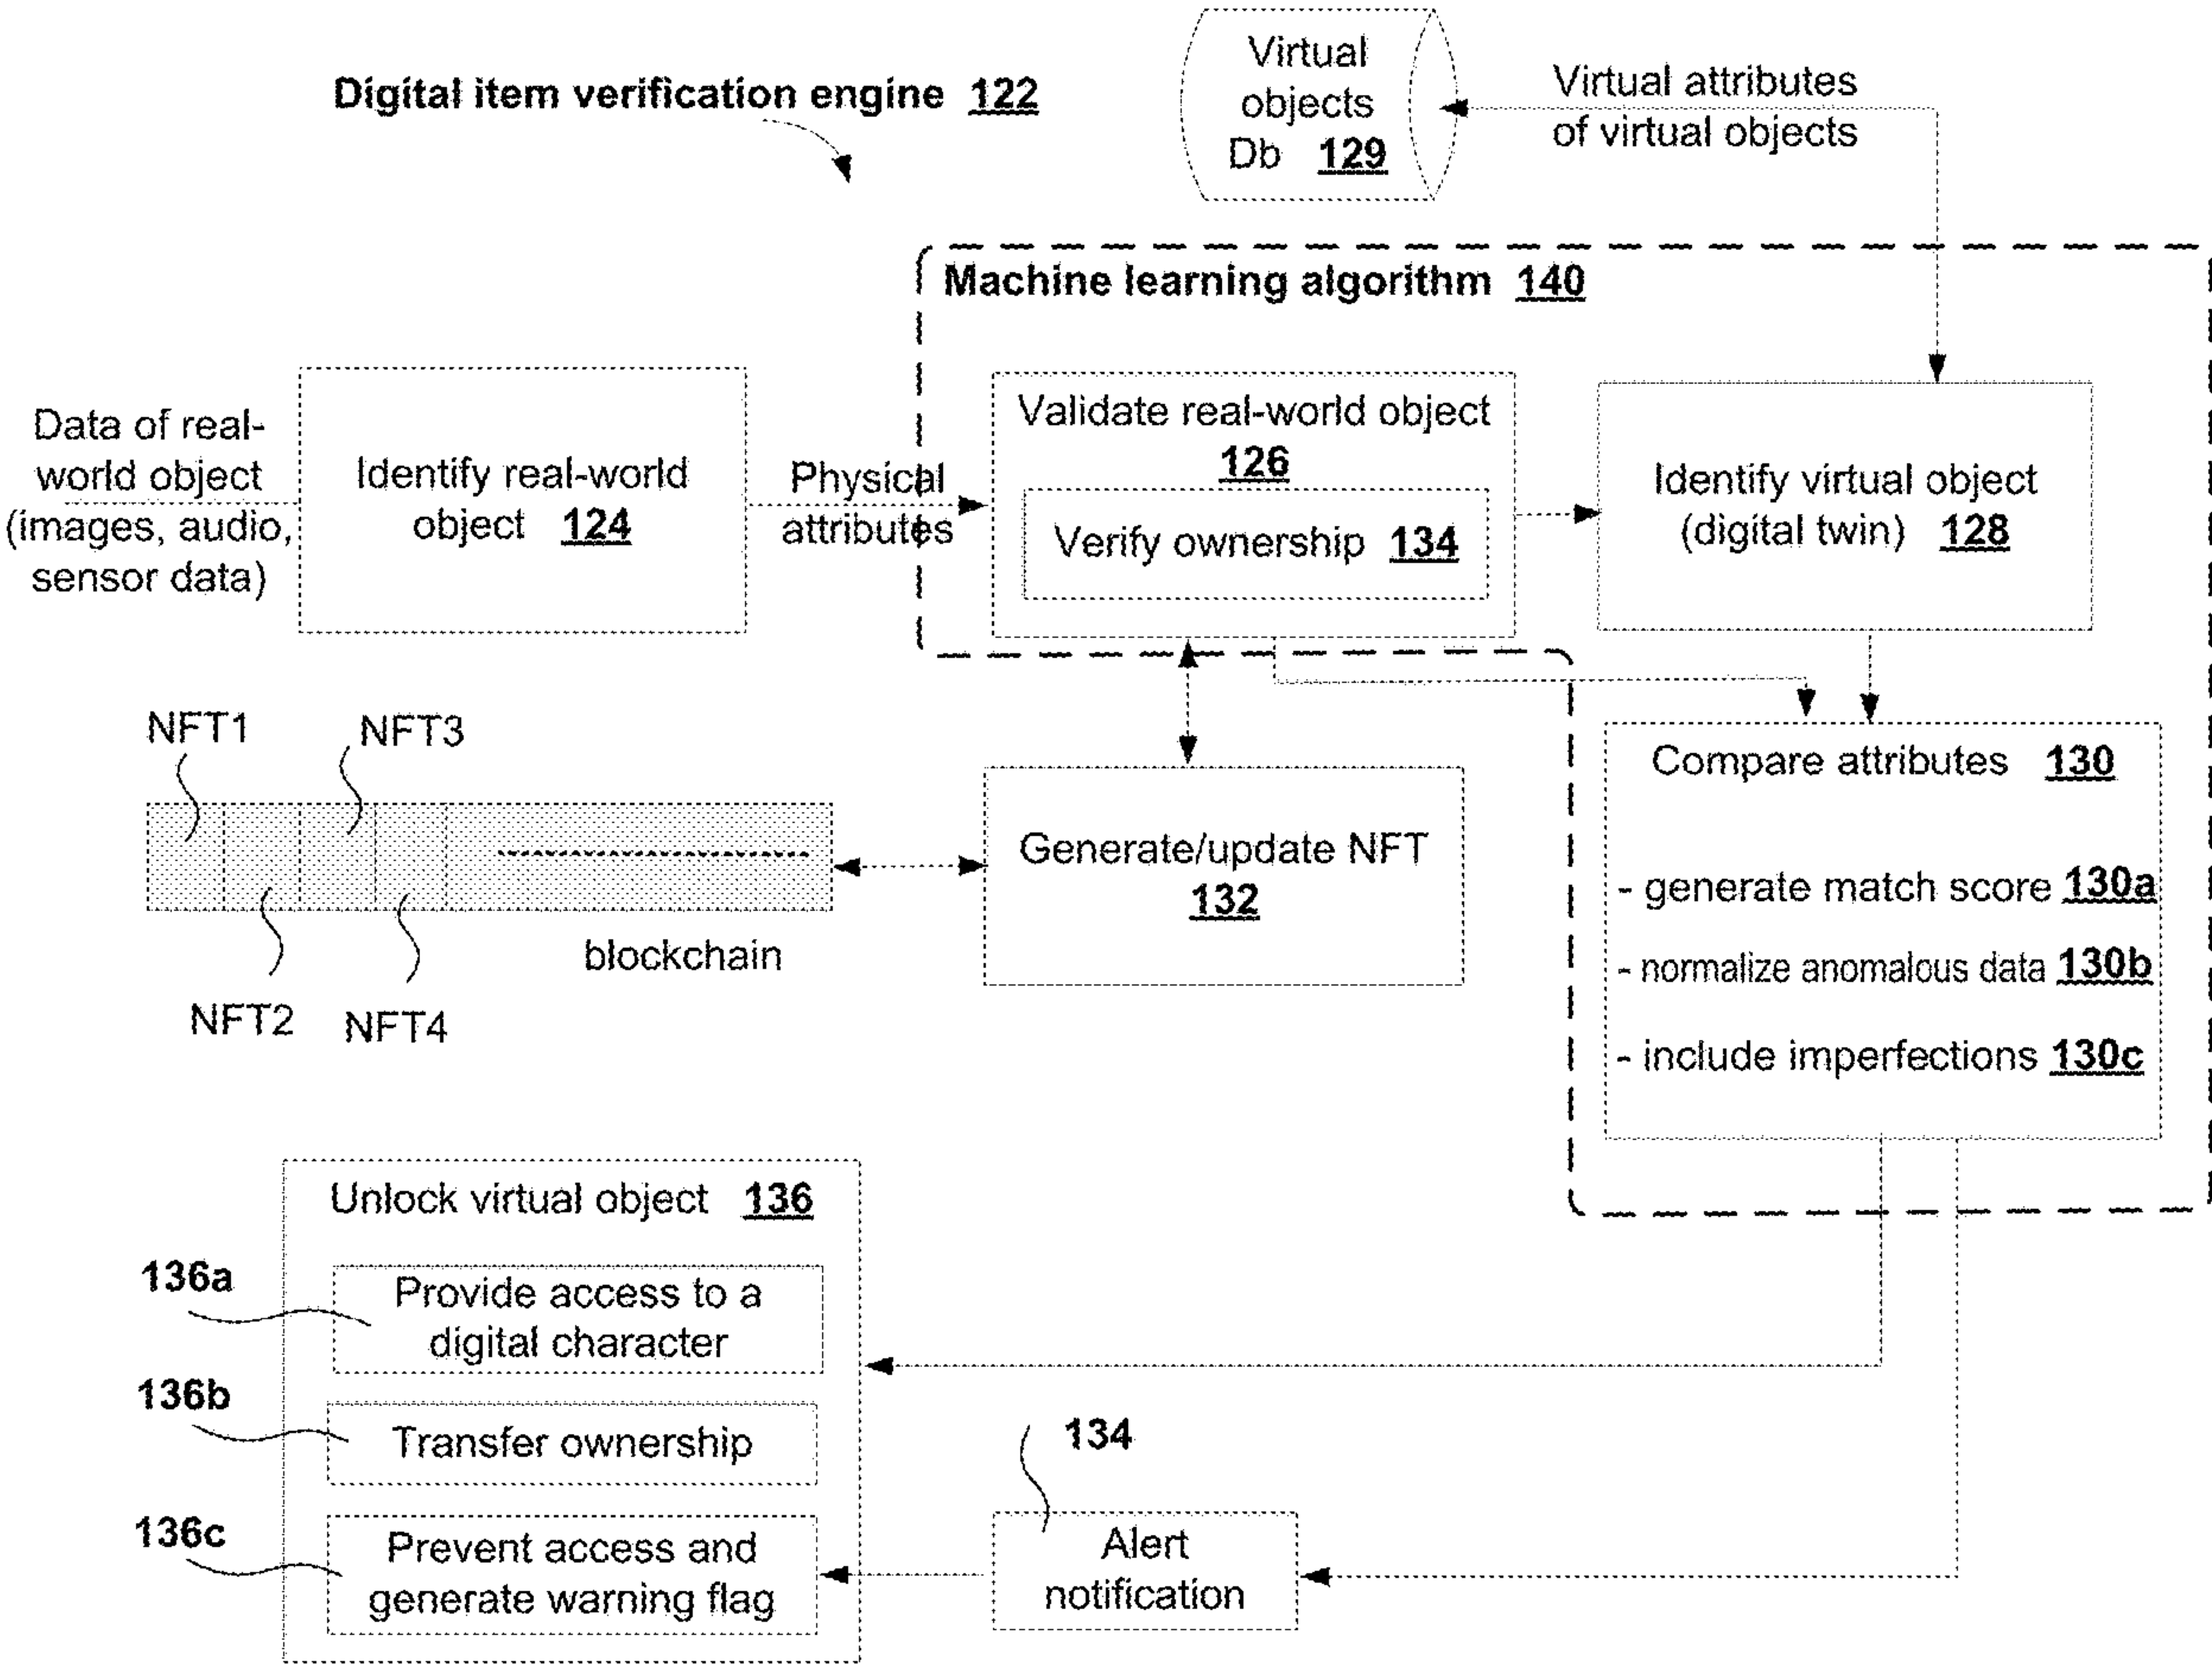 Virtual
objects
Db 129
Virtual attributes
of virtual objects
Digital item verification engine 122
Machine learning algorithm 140
Data of real-
world object
(images, audio,
sensor data)
Identify real-world
object 124
Physical
attributes
Validate real-world object
126
Verify ownership 134
Identify virtual object
(digital twin) 128
NFT1
NFT3
NFT2
NFT4
blockchain
Generate/update NFT
132
Compare attributes 130
- generate match score 130a
- normalize anomalous data 130b
- include imperfections 130c
Unlock virtual object 136
136a
Provide access to a
digital character
136b
Transfer ownership
136c
Prevent access and
generate warning flag
134
Alert
notification